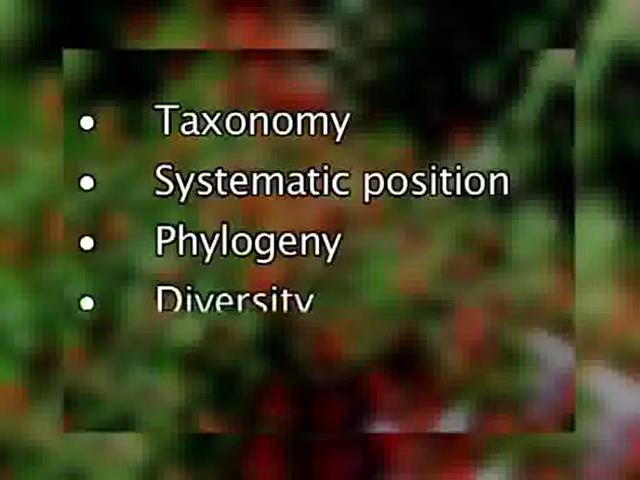 • Taxonomy
• Systematic position
• Phylogeny
• Diversity